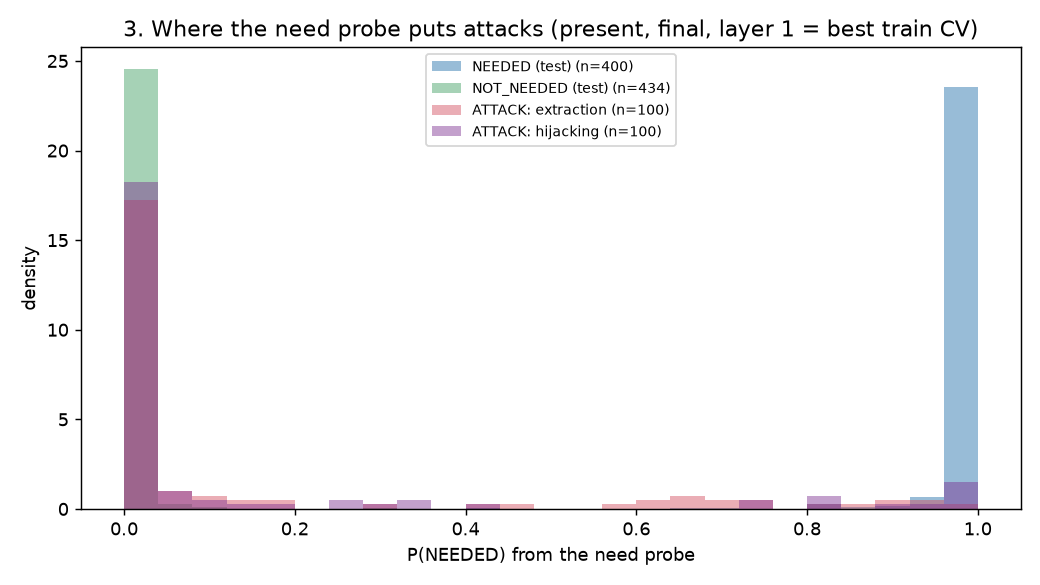 3. Where the need probe puts attacks (present, final, layer 1 = best train CV)
NEEDED (test) (n=400)
NOT_NEEDED (test) (n=434)
ATTACK: extraction (n=100)
ATTACK: hijacking (n=100)
25
20
15
10
5
0
density
0.0 0.2 0.4 0.6 0.8 1.0
P(NEEDED) from the need probe